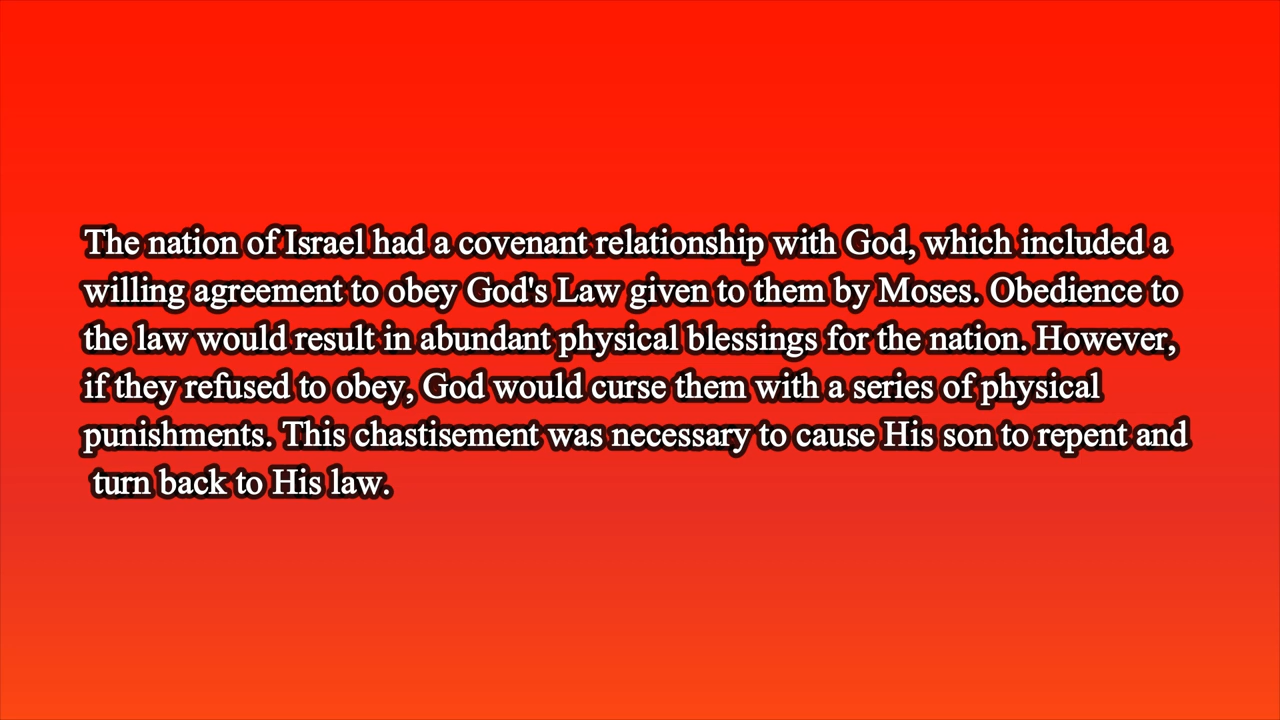 The nation of Israel had a covenant relationship with God, which included a
willing agreement to obey God's Law given to them by Moses. Obedience to
the law would result in abundant physical blessings for the nation. However,
if they refused to obey, God would curse them with a series of physical
punishments. This chastisement was necessary to cause His son to repent and
turn back to His law.